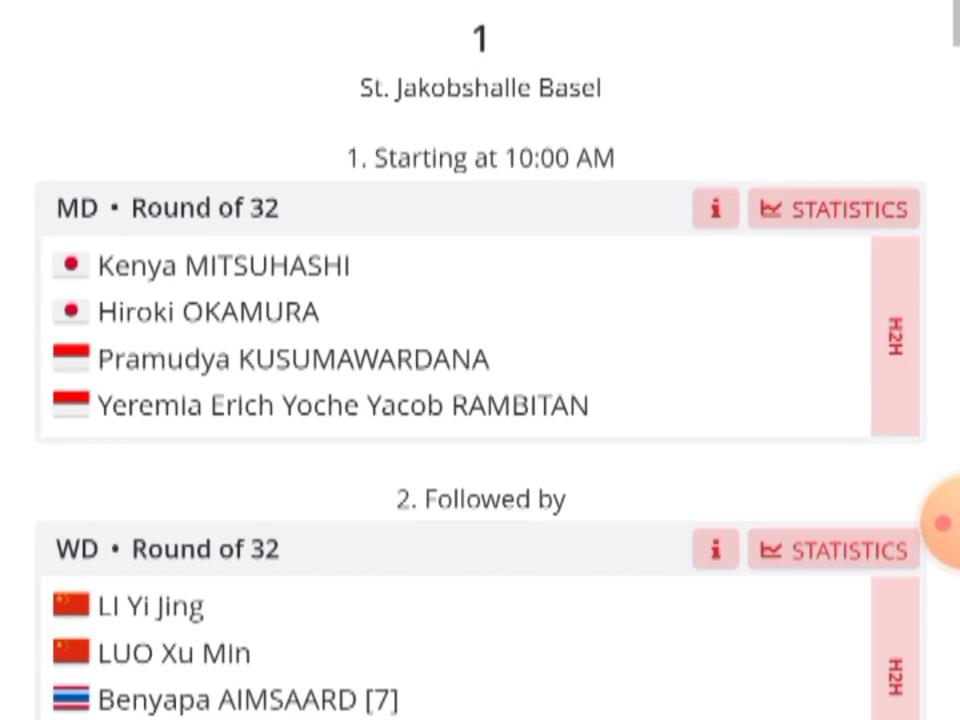 1
St. Jakobshalle Basel
1. Starting at 10:00 AM
MD • Round of 32
i
STATISTICS
Kenya MITSUHASHI
Hiroki OKAMURA
Pramudya KUSUMAWARDANA
Yeremia Erich Yoche Yacob RAMBITAN
H2H
2. Followed by
WD • Round of 32
i
STATISTICS
LI Yi Jing
LUO Xu Min
Benyapa AIMSAARD [7]
H2H